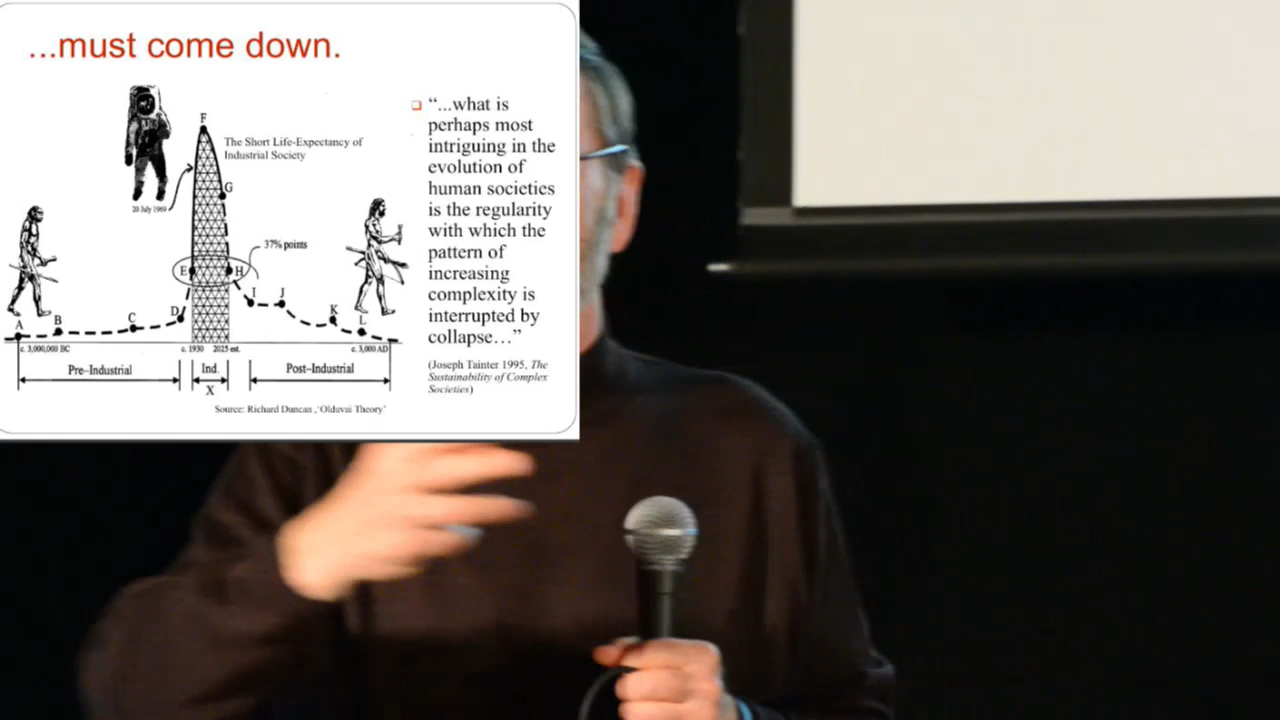 ...must come down.
F
The Short Life-Expectancy of
Industrial Society
G
20 July 1969
37% points
E
H
I
J
D
K
C
B
L
A
c. 3,000,000 BC
c. 1930
2025 est.
c. 3,000 AD
Pre–Industrial
Ind.
Post–Industrial
X
Source: Richard Duncan ,‘Olduvai Theory’
“...what is
perhaps most
intriguing in the
evolution of
human societies
is the regularity
with which the
pattern of
increasing
complexity is
interrupted by
collapse…”
(Joseph Tainter 1995, The
Sustainability of Complex
Societies)